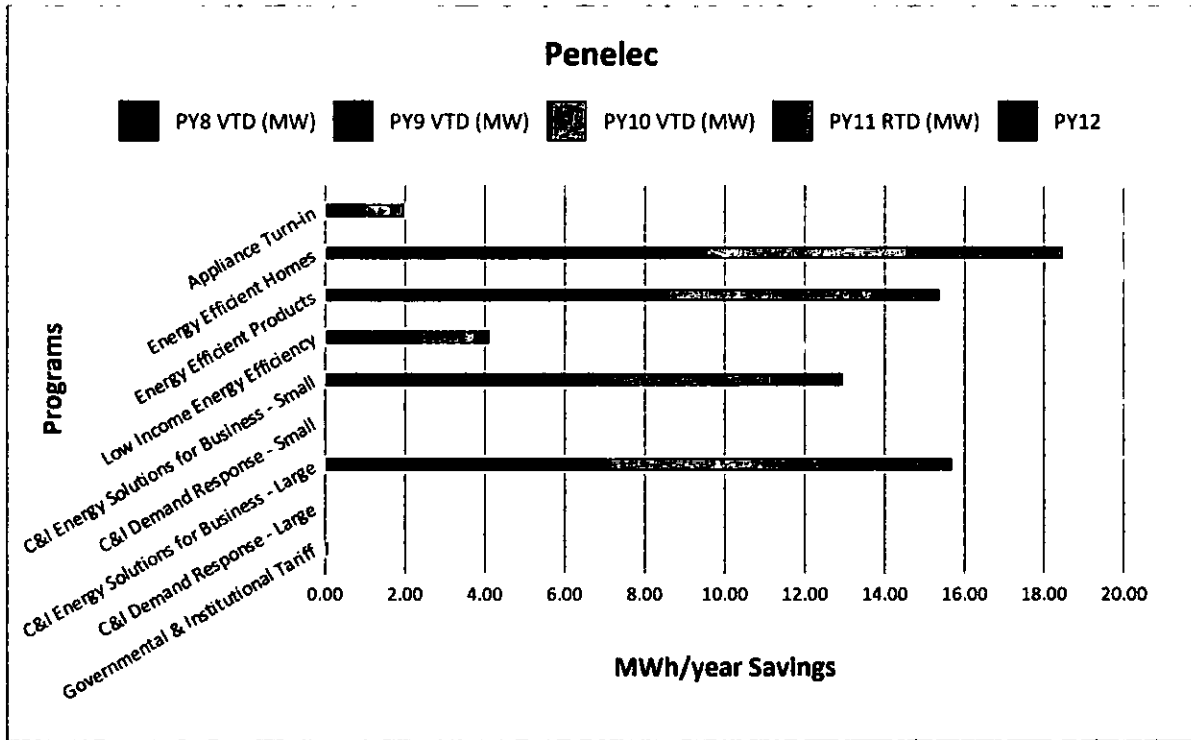 Penelec
PY8 VTD (MW) PY9 VTD (MW) PY10 VTD (MW) PY11 RTD (MW) PY12
Programs
Appliance Turn-in
Energy Efficient Homes
Energy Efficient Products
Low Income Energy Efficiency
C&I Energy Solutions for Business - Small
C&I Demand Response - Small
C&I Energy Solutions for Business - Large
C&I Demand Response - Large
Governmental & Institutional Tariff
0.00 2.00 4.00 6.00 8.00 10.00 12.00 14.00 16.00 18.00 20.00
MWh/year Savings